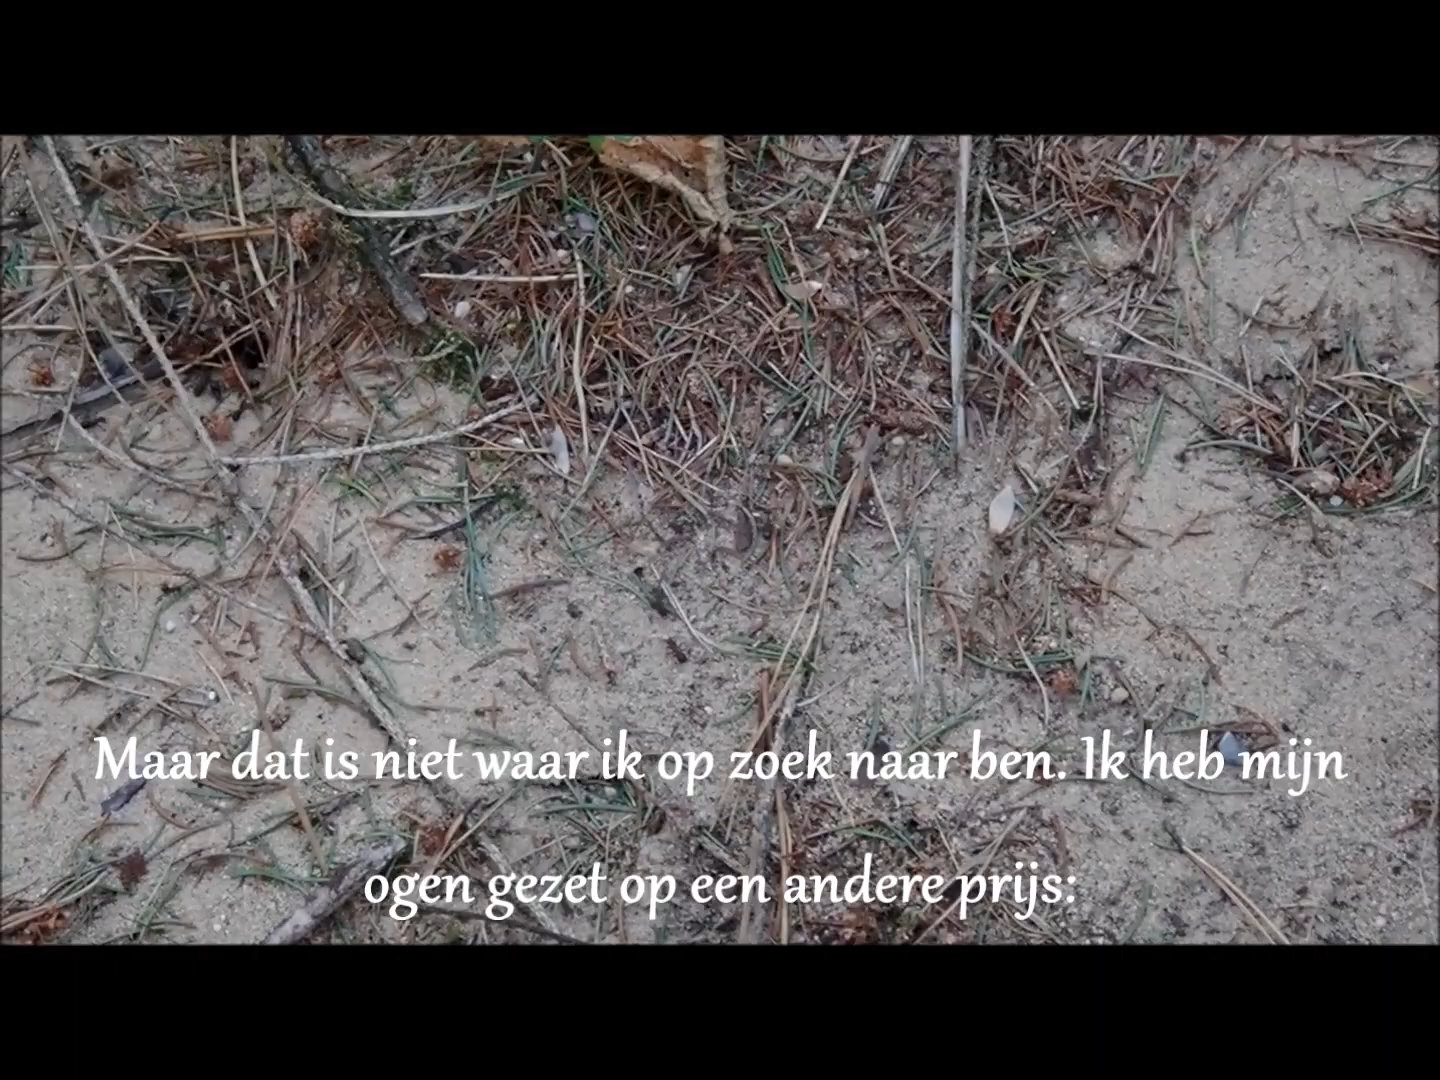 Maar dat is niet waar ik op zoek naar ben. Ik heb mijn
ogen gezet op een andere prijs: